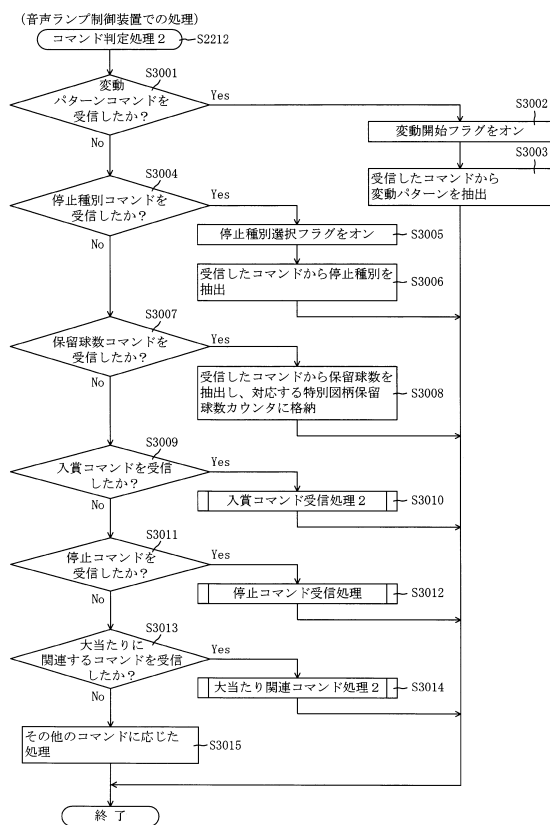 （音声ランプ制御装置での処理）
コマンド判定処理２
S2212
S3001
変動
パターンコマンドを
受信したか？
Yes
No
S3002
変動開始フラグをオン
S3003
受信したコマンドから
変動パターンを抽出
S3004
停止種別コマンドを
受信したか？
Yes
No
停止種別選択フラグをオン
S3005
受信したコマンドから停止種別を
抽出
S3006
S3007
保留球数コマンドを
受信したか？
Yes
No
受信したコマンドから保留球数を
抽出し、対応する特別図柄保留
球数カウンタに格納
S3008
S3009
入賞コマンドを受信
したか？
Yes
No
入賞コマンド受信処理２
S3010
S3011
停止コマンドを
受信したか？
Yes
No
停止コマンド受信処理
S3012
S3013
大当たりに
関連するコマンドを受信
したか？
Yes
No
大当たり関連コマンド処理２
S3014
その他のコマンドに応じた
処理
S3015
終了